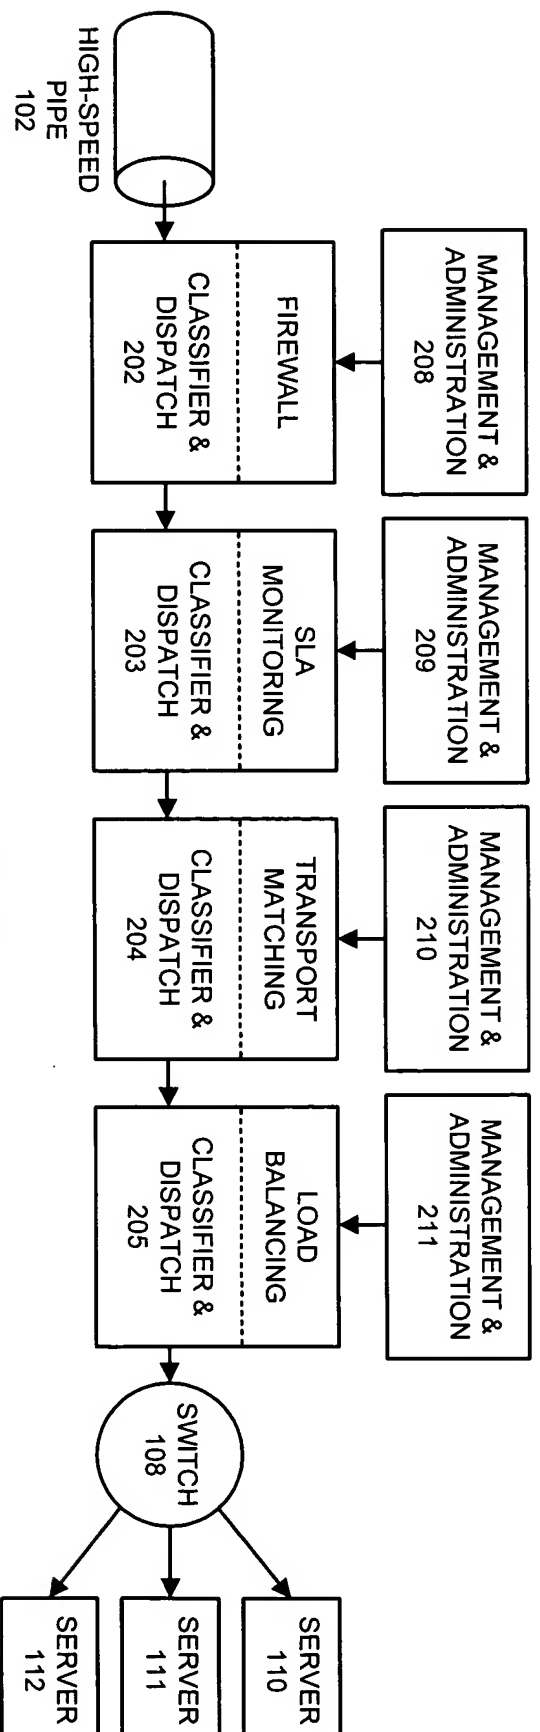 MANAGEMENT &
ADMINISTRATION
208
MANAGEMENT &
ADMINISTRATION
209
MANAGEMENT &
ADMINISTRATION
210
MANAGEMENT &
ADMINISTRATION
211
HIGH-SPEED
PIPE
102
FIREWALL
CLASSIFIER &
DISPATCH
202
SLA
MONITORING
CLASSIFIER &
DISPATCH
203
TRANSPORT
MATCHING
CLASSIFIER &
DISPATCH
204
LOAD
BALANCING
CLASSIFIER &
DISPATCH
205
SWITCH
108
SERVER
110
SERVER
111
SERVER
112